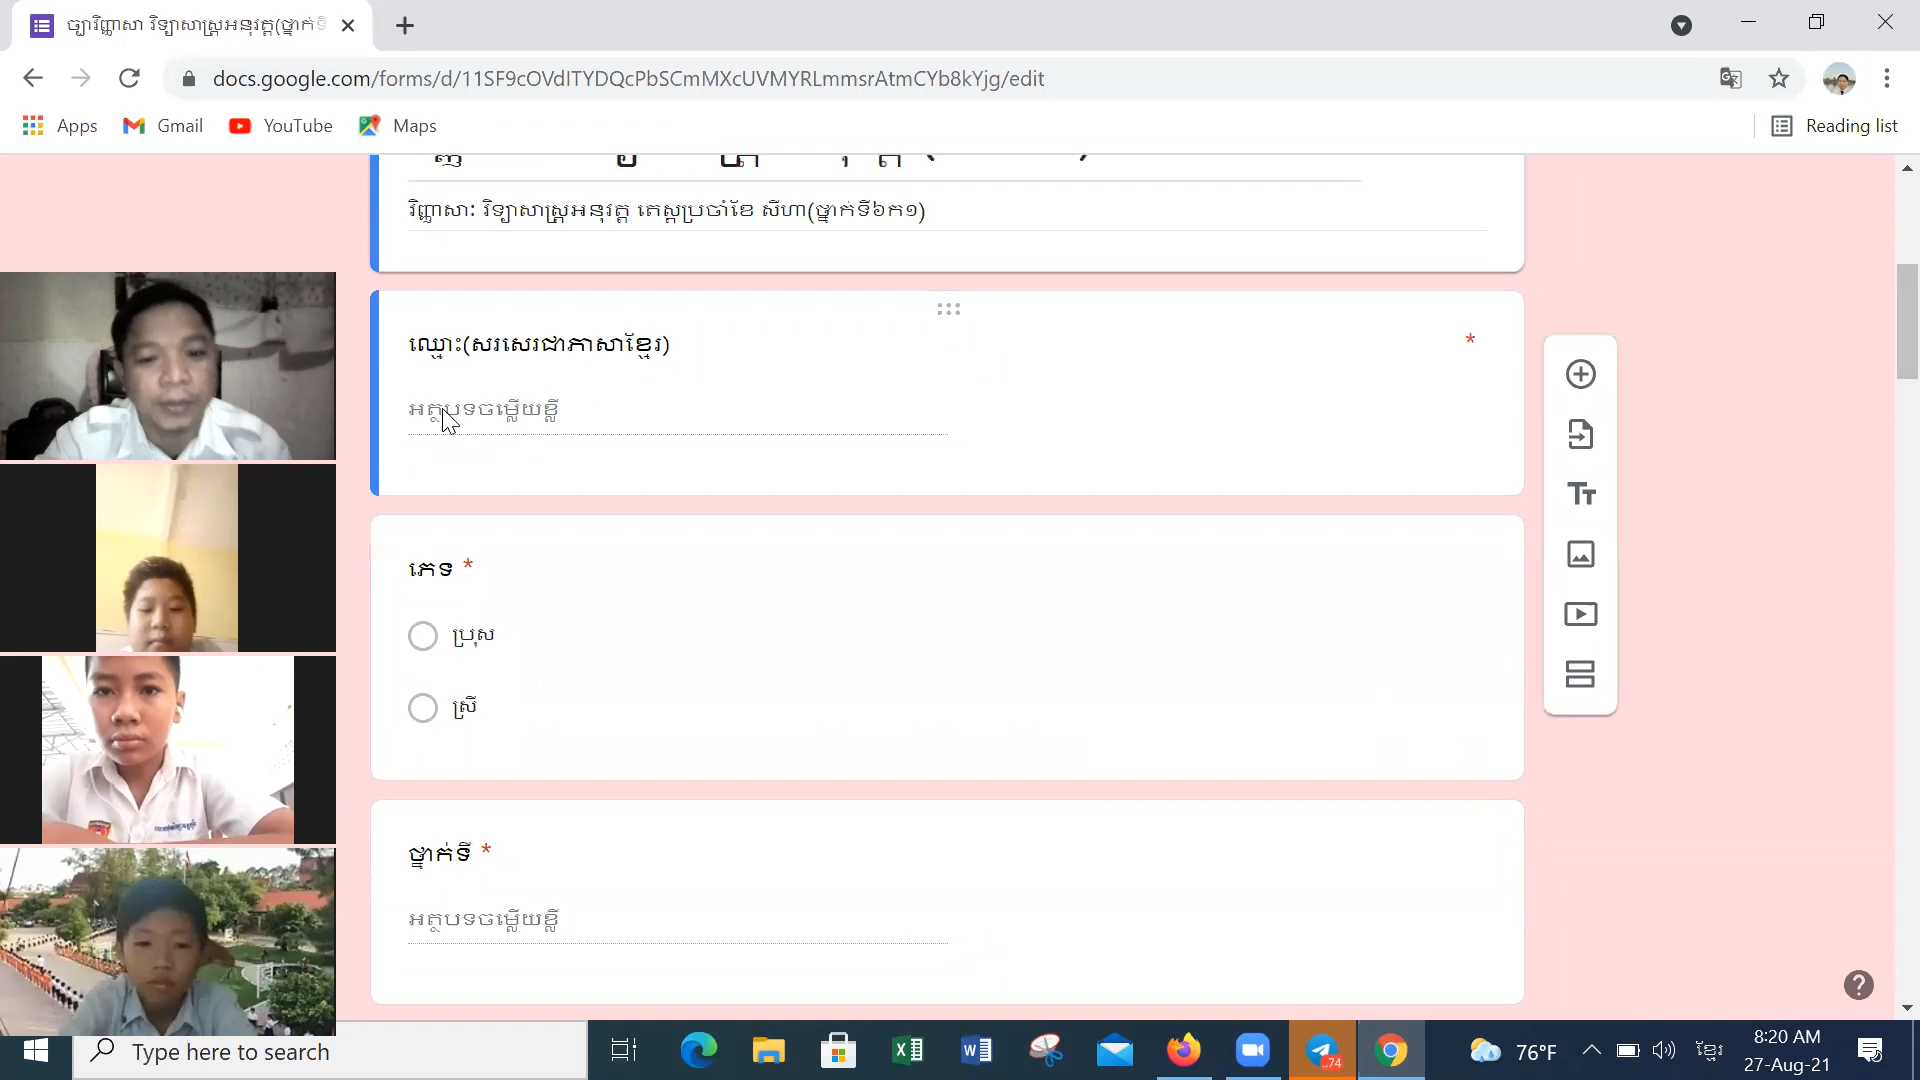 ច្បារវិញ្ញាសា វិទ្យាសាស្ត្រអនុវត្ត(ថ្នាក់ទី
docs.google.com/forms/d/11SF9cOVdITYDQcPbSCmMXcUVMYRLmmsrAtmCYb8kYjg/edit
Apps Gmail YouTube Maps Reading list
វិញ្ញាសា: វិទ្យាសាស្ត្រអនុវត្ត តេស្តប្រចាំខែ សីហា(ថ្នាក់ទី៦ក១)
ឈ្មោះ(សរសេរជាភាសាខ្មែរ) *
អត្ថបទចម្លើយខ្លី
ភេទ *
ប្រុស
ស្រី
ថ្នាក់ទី *
អត្ថបទចម្លើយខ្លី
Type here to search
..74
76°F
ខ្មែរ
8:20 AM
27-Aug-21